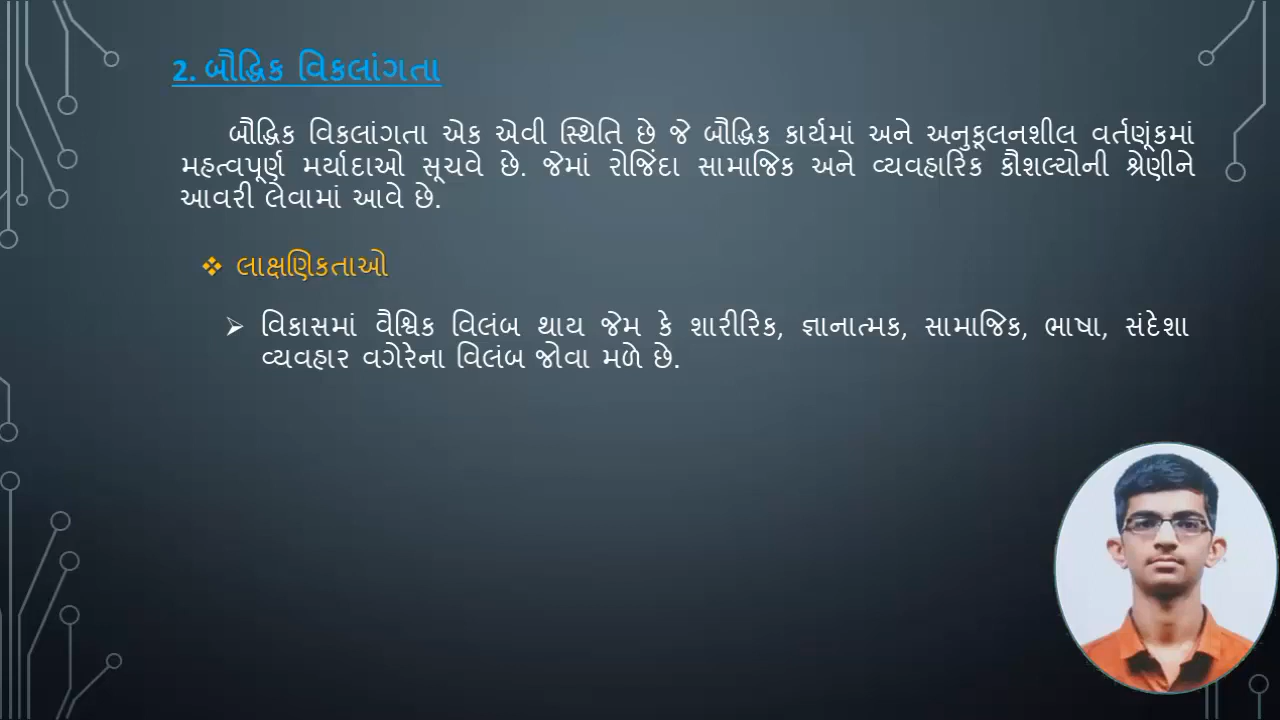 2. બૌદ્ધિક વિકલાંગતા
બૌદ્ધિક વિકલાંગતા એક એવી સ્થિતિ છે જે બૌદ્ધિક કાર્યમાં અને અનુકૂલનશીલ વર્તણૂંકમાં
મહત્વપૂર્ણ મર્યાદાઓ સૂચવે છે. જેમાં રોજિંદા સામાજિક અને વ્યવહારિક કૌશલ્યોની શ્રેણીને
આવરી લેવામાં આવે છે.
❖ લાક્ષણિકતાઓ
➢ વિકાસમાં વૈશ્વિક વિલંબ થાય જેમ કે શારીરિક, જ્ઞાનાત્મક, સામાજિક, ભાષા, સંદેશા
વ્યવહાર વગેરેના વિલંબ જોવા મળે છે.